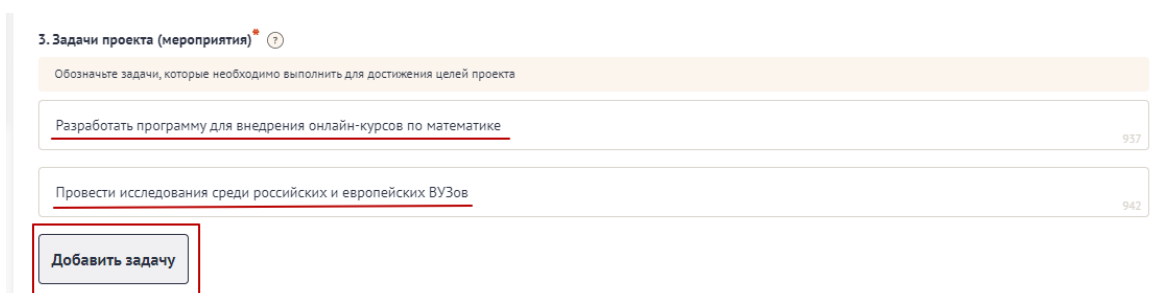 3. Задачи проекта (мероприятия)* ?
Обозначьте задачи, которые необходимо выполнить для достижения целей проекта
Разработать программу для внедрения онлайн-курсов по математике
937
Провести исследования среди российских и европейских ВУЗов
942
Добавить задачу